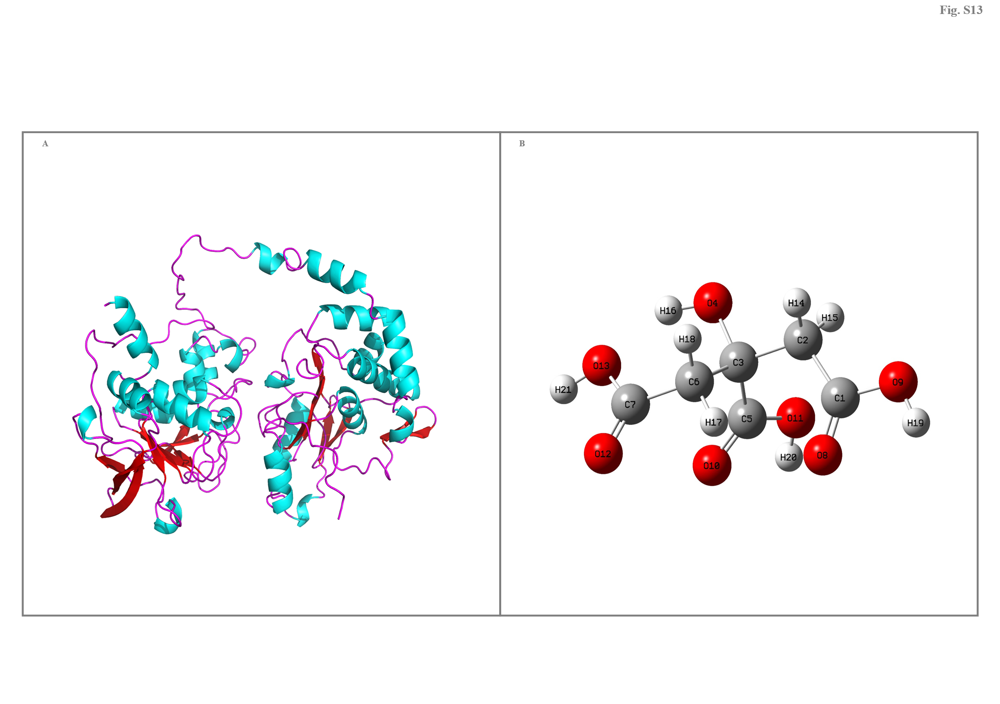 Fig. S13
A
B
O4
H16
H14
H15
H18
C2
C3
O13
C6
O9
H21
C1
C7
C5
O11
H17
H19
O12
O10
H20
O8